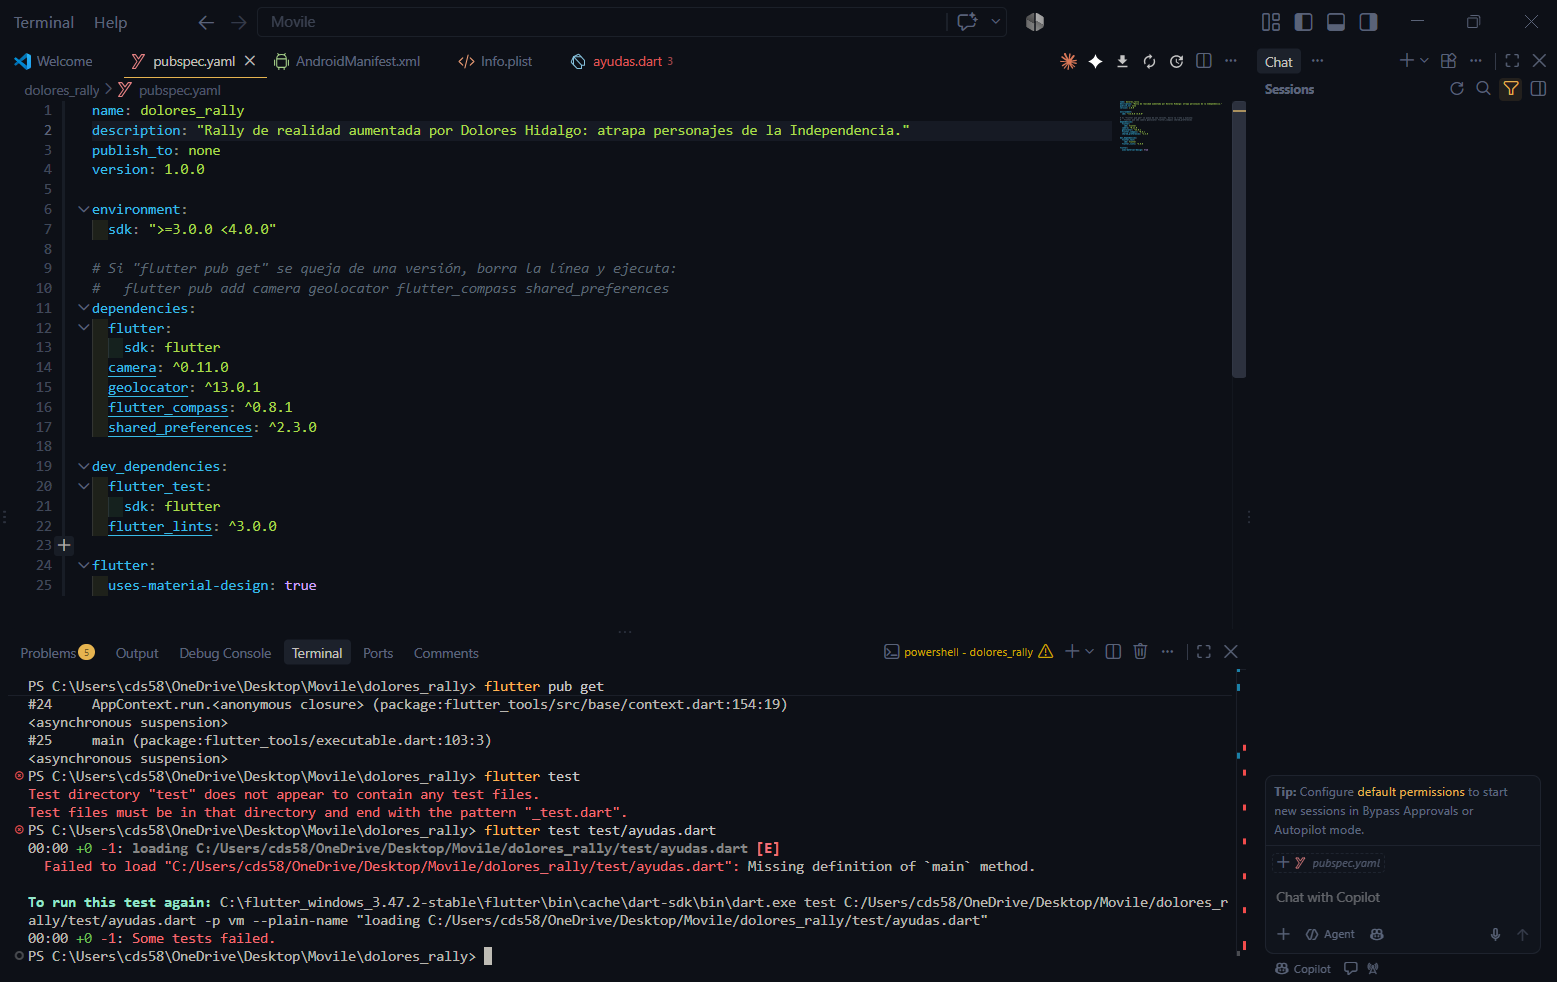 Terminal Help Movile
Welcome pubspec.yaml AndroidManifest.xml Info.plist ayudas.dart 3 Chat
dolores_rally > pubspec.yaml Sessions
1 name: dolores_rally
2 description: "Rally de realidad aumentada por Dolores Hidalgo: atrapa personajes de la Independencia."
3 publish_to: none
4 version: 1.0.0
5
6 environment:
7 sdk: ">=3.0.0 <4.0.0"
8
9 # Si "flutter pub get" se queja de una versión, borra la línea y ejecuta:
10 #   flutter pub add camera geolocator flutter_compass shared_preferences
11 dependencies:
12 flutter:
13 sdk: flutter
14 camera: ^0.11.0
15 geolocator: ^13.0.1
16 flutter_compass: ^0.8.1
17 shared_preferences: ^2.3.0
18
19 dev_dependencies:
20 flutter_test:
21 sdk: flutter
22 flutter_lints: ^3.0.0
23
24 flutter:
25 uses-material-design: true
Problems 5 Output Debug Console Terminal Ports Comments powershell - dolores_rally
PS C:\Users\cds58\OneDrive\Desktop\Movile\dolores_rally> flutter pub get
#24     AppContext.run.<anonymous closure> (package:flutter_tools/src/base/context.dart:154:19)
<asynchronous suspension>
#25     main (package:flutter_tools/executable.dart:103:3)
<asynchronous suspension>
PS C:\Users\cds58\OneDrive\Desktop\Movile\dolores_rally> flutter test
Test directory "test" does not appear to contain any test files.
Test files must be in that directory and end with the pattern "_test.dart".
PS C:\Users\cds58\OneDrive\Desktop\Movile\dolores_rally> flutter test test/ayudas.dart
00:00 +0 -1: loading C:/Users/cds58/OneDrive/Desktop/Movile/dolores_rally/test/ayudas.dart [E]
Failed to load "C:/Users/cds58/OneDrive/Desktop/Movile/dolores_rally/test/ayudas.dart": Missing definition of `main` method.
To run this test again: C:\flutter_windows_3.47.2-stable\flutter\bin\cache\dart-sdk\bin\dart.exe test C:/Users/cds58/OneDrive/Desktop/Movile/dolores_r
ally/test/ayudas.dart -p vm --plain-name "loading C:/Users/cds58/OneDrive/Desktop/Movile/dolores_rally/test/ayudas.dart"
00:00 +0 -1: Some tests failed.
PS C:\Users\cds58\OneDrive\Desktop\Movile\dolores_rally>
Tip: Configure default permissions to start
new sessions in Bypass Approvals or
Autopilot mode.
pubspec.yaml
Chat with Copilot
Agent
Copilot